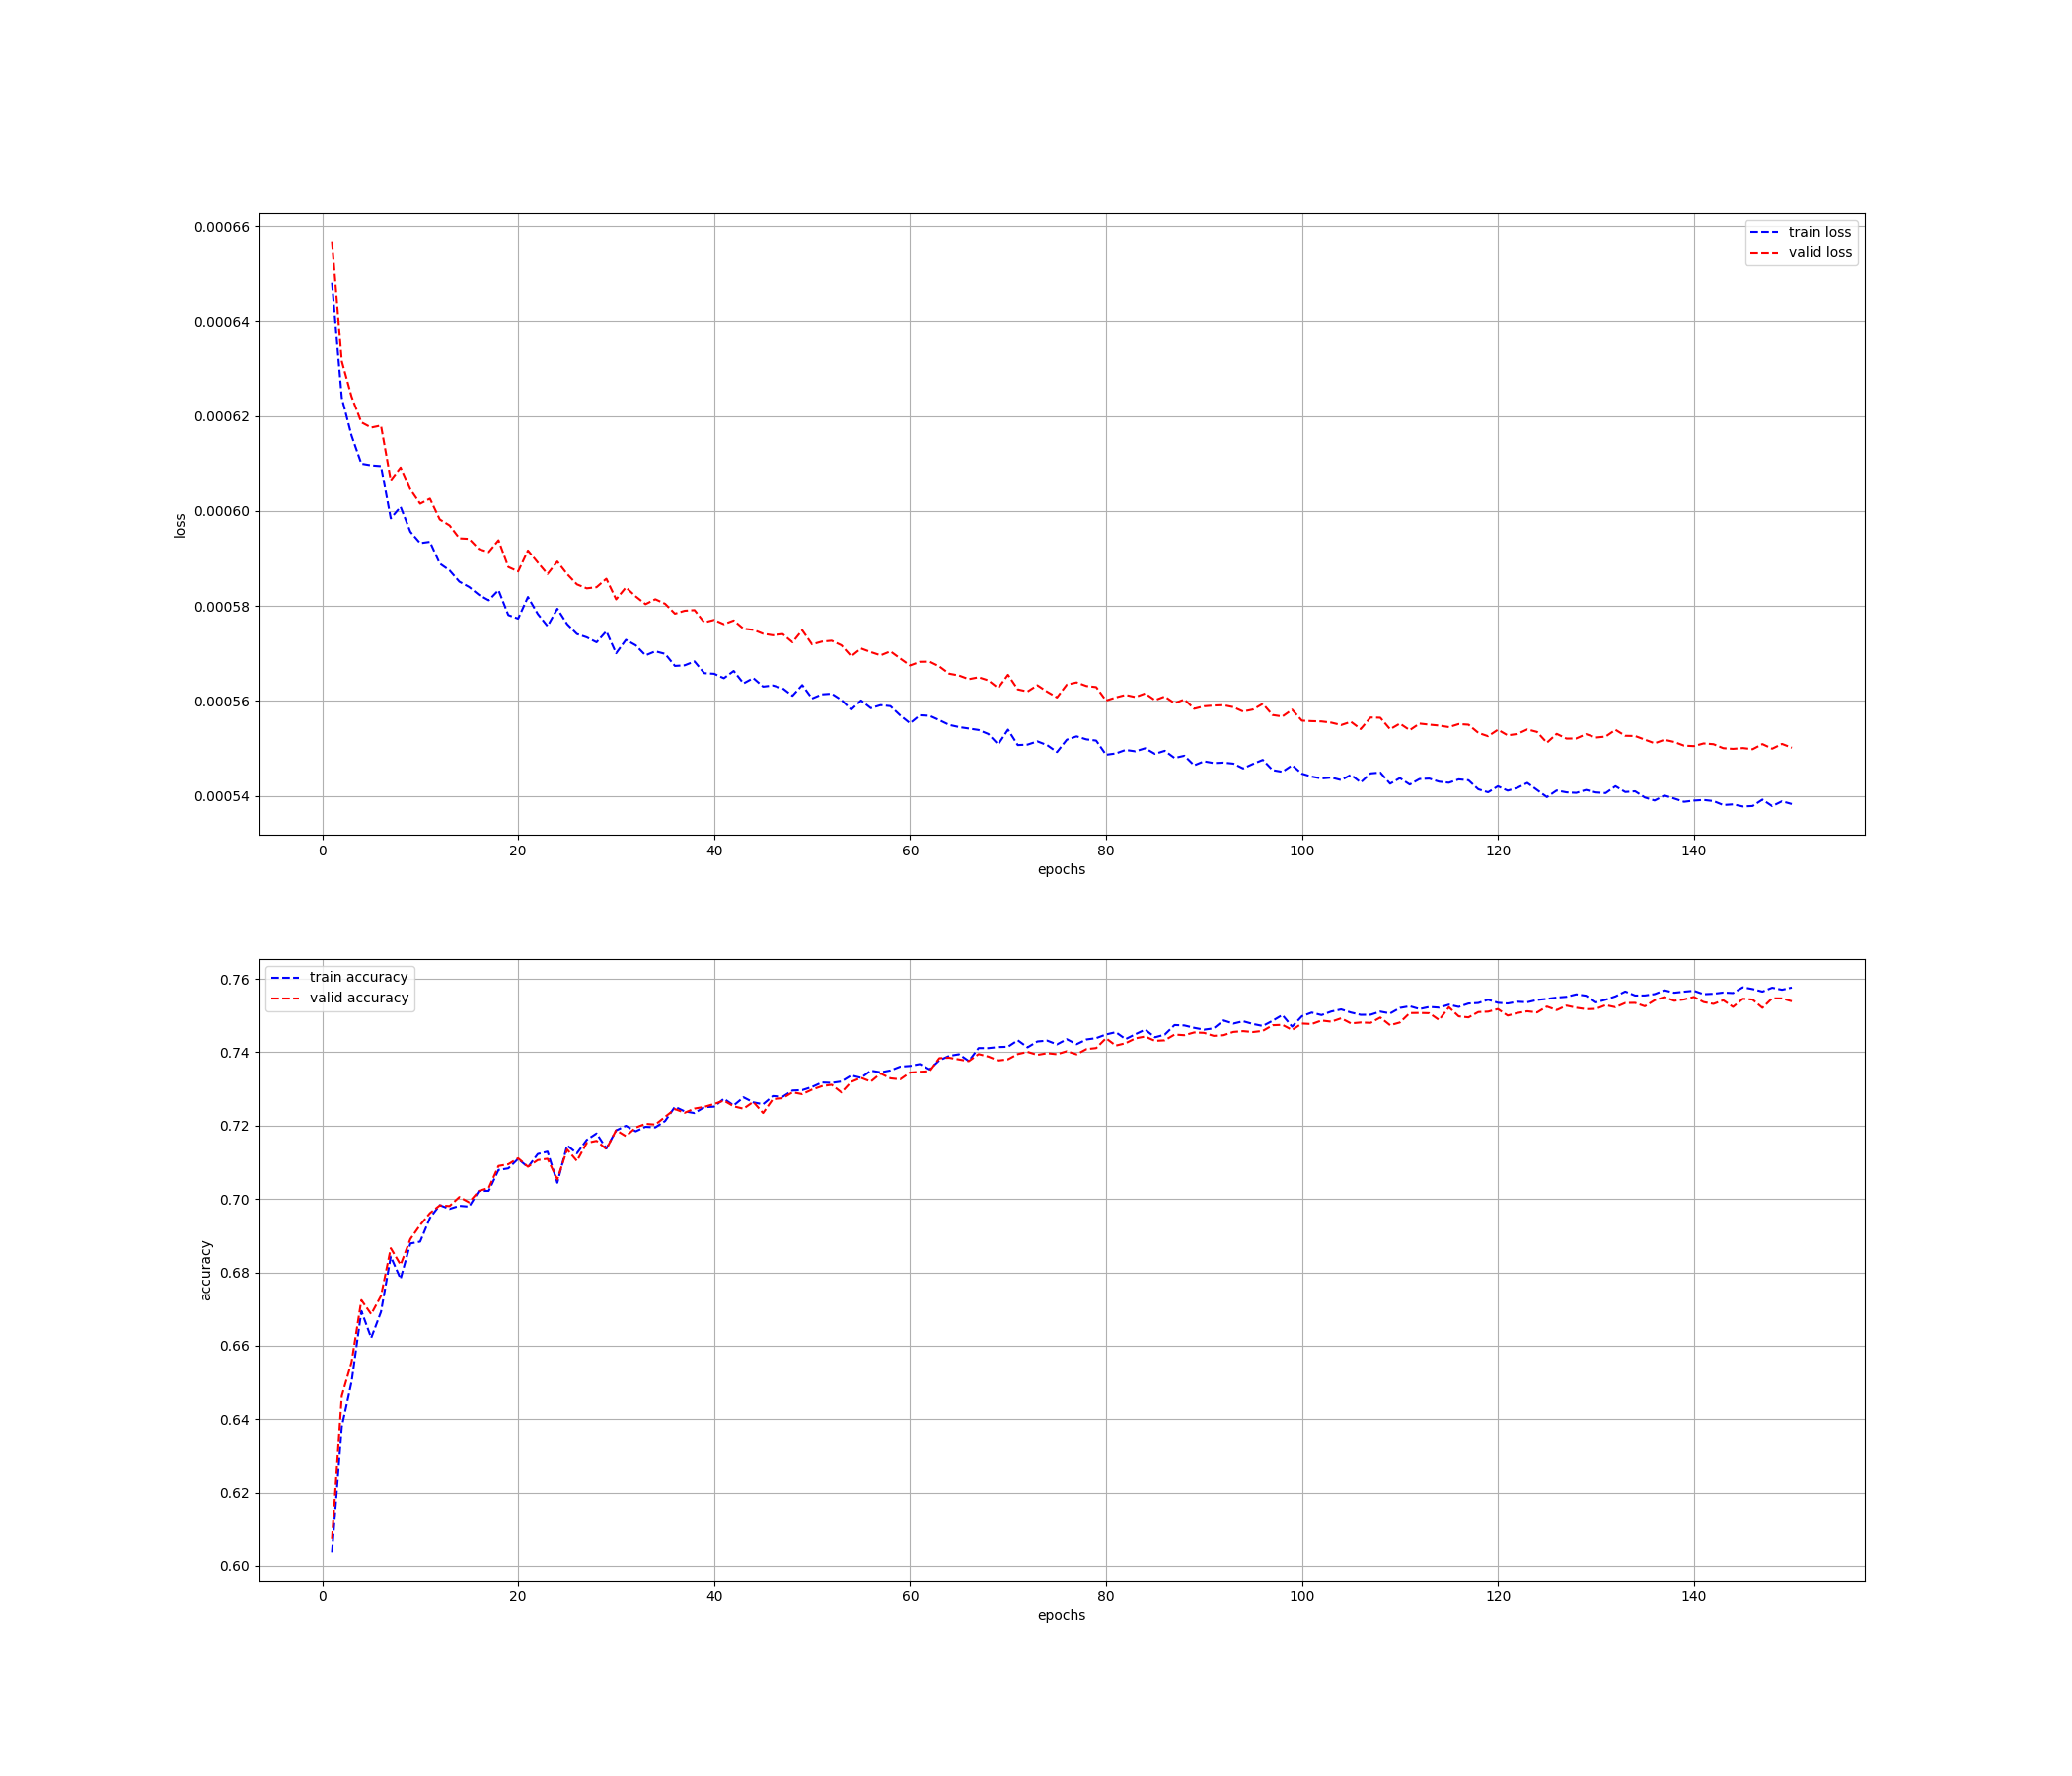 0.00066
train loss
valid loss
0.00064
0.00062
0.00060
loss
0.00058
0.00056
0.00054
0 20 40 60 80 100 120 140
epochs
0.76
train accuracy
valid accuracy
0.74
0.72
0.70
accuracy
0.68
0.66
0.64
0.62
0.60
0 20 40 60 80 100 120 140
epochs